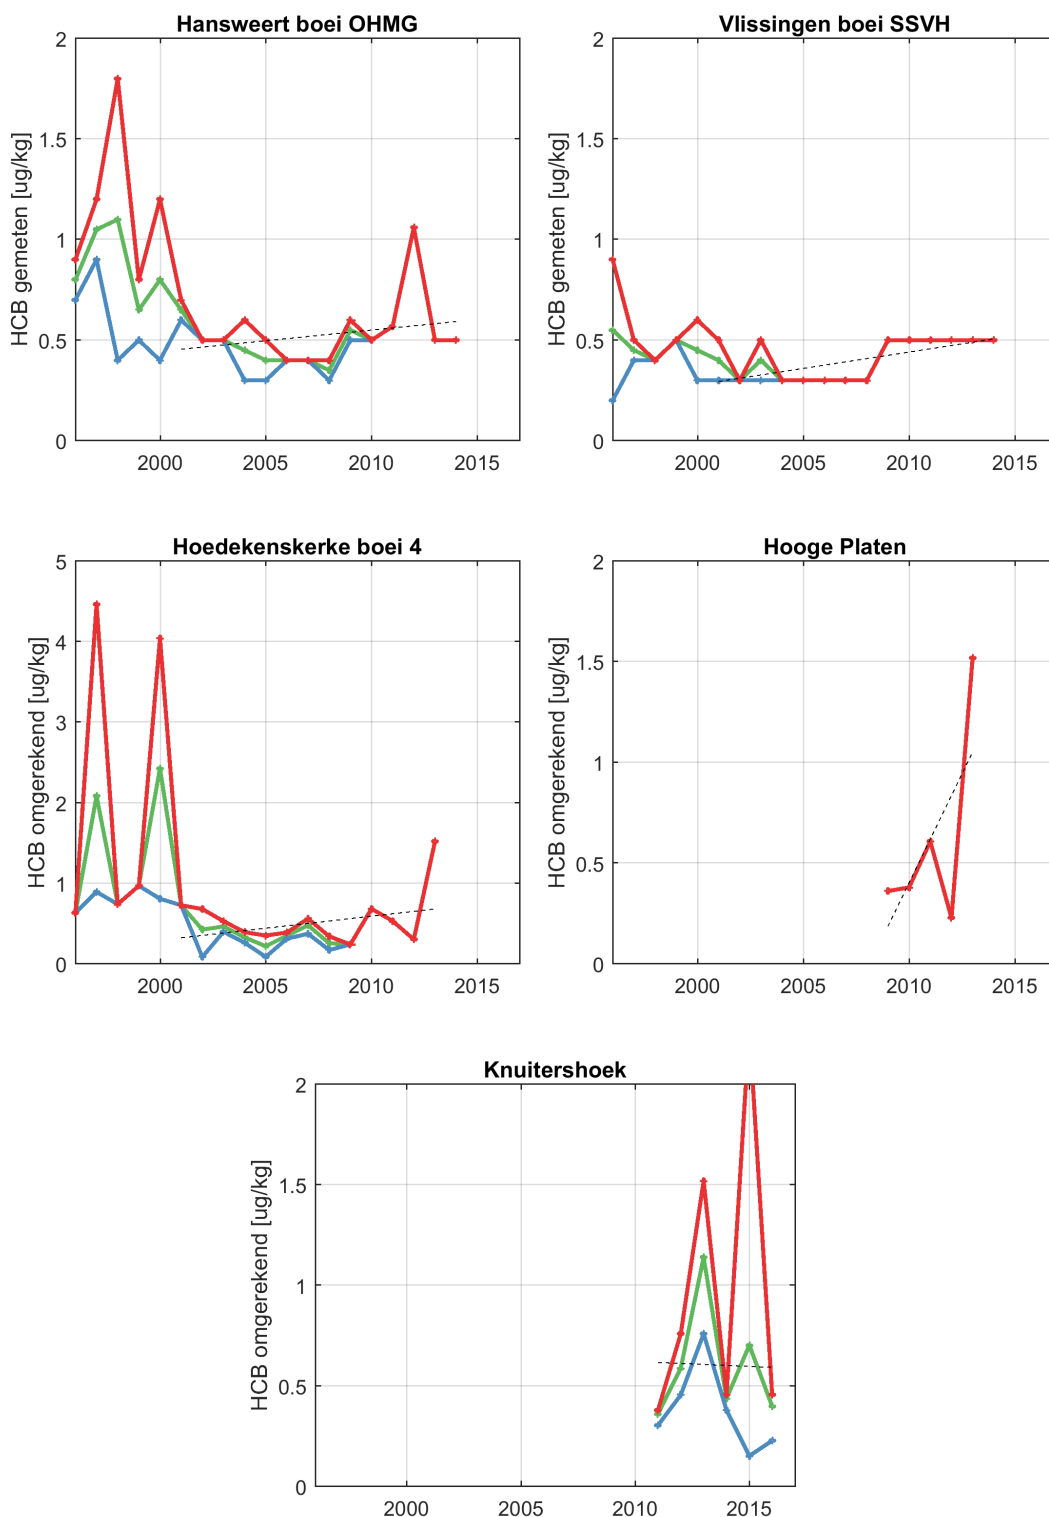 Hansweert boei OHMG
HCB gemeten [ug/kg]
2
1.5
1
0.5
0
2000 2005 2010 2015
Vlissingen boei SSVH
HCB gemeten [ug/kg]
2
1.5
1
0.5
0
2000 2005 2010 2015
Hoedekenskerke boei 4
HCB omgerekend [ug/kg]
5
4
3
2
1
0
2000 2005 2010 2015
Hooge Platen
HCB omgerekend [ug/kg]
2
1.5
1
0.5
0
2000 2005 2010 2015
Knuitershoek
HCB omgerekend [ug/kg]
2
1.5
1
0.5
0
2000 2005 2010 2015